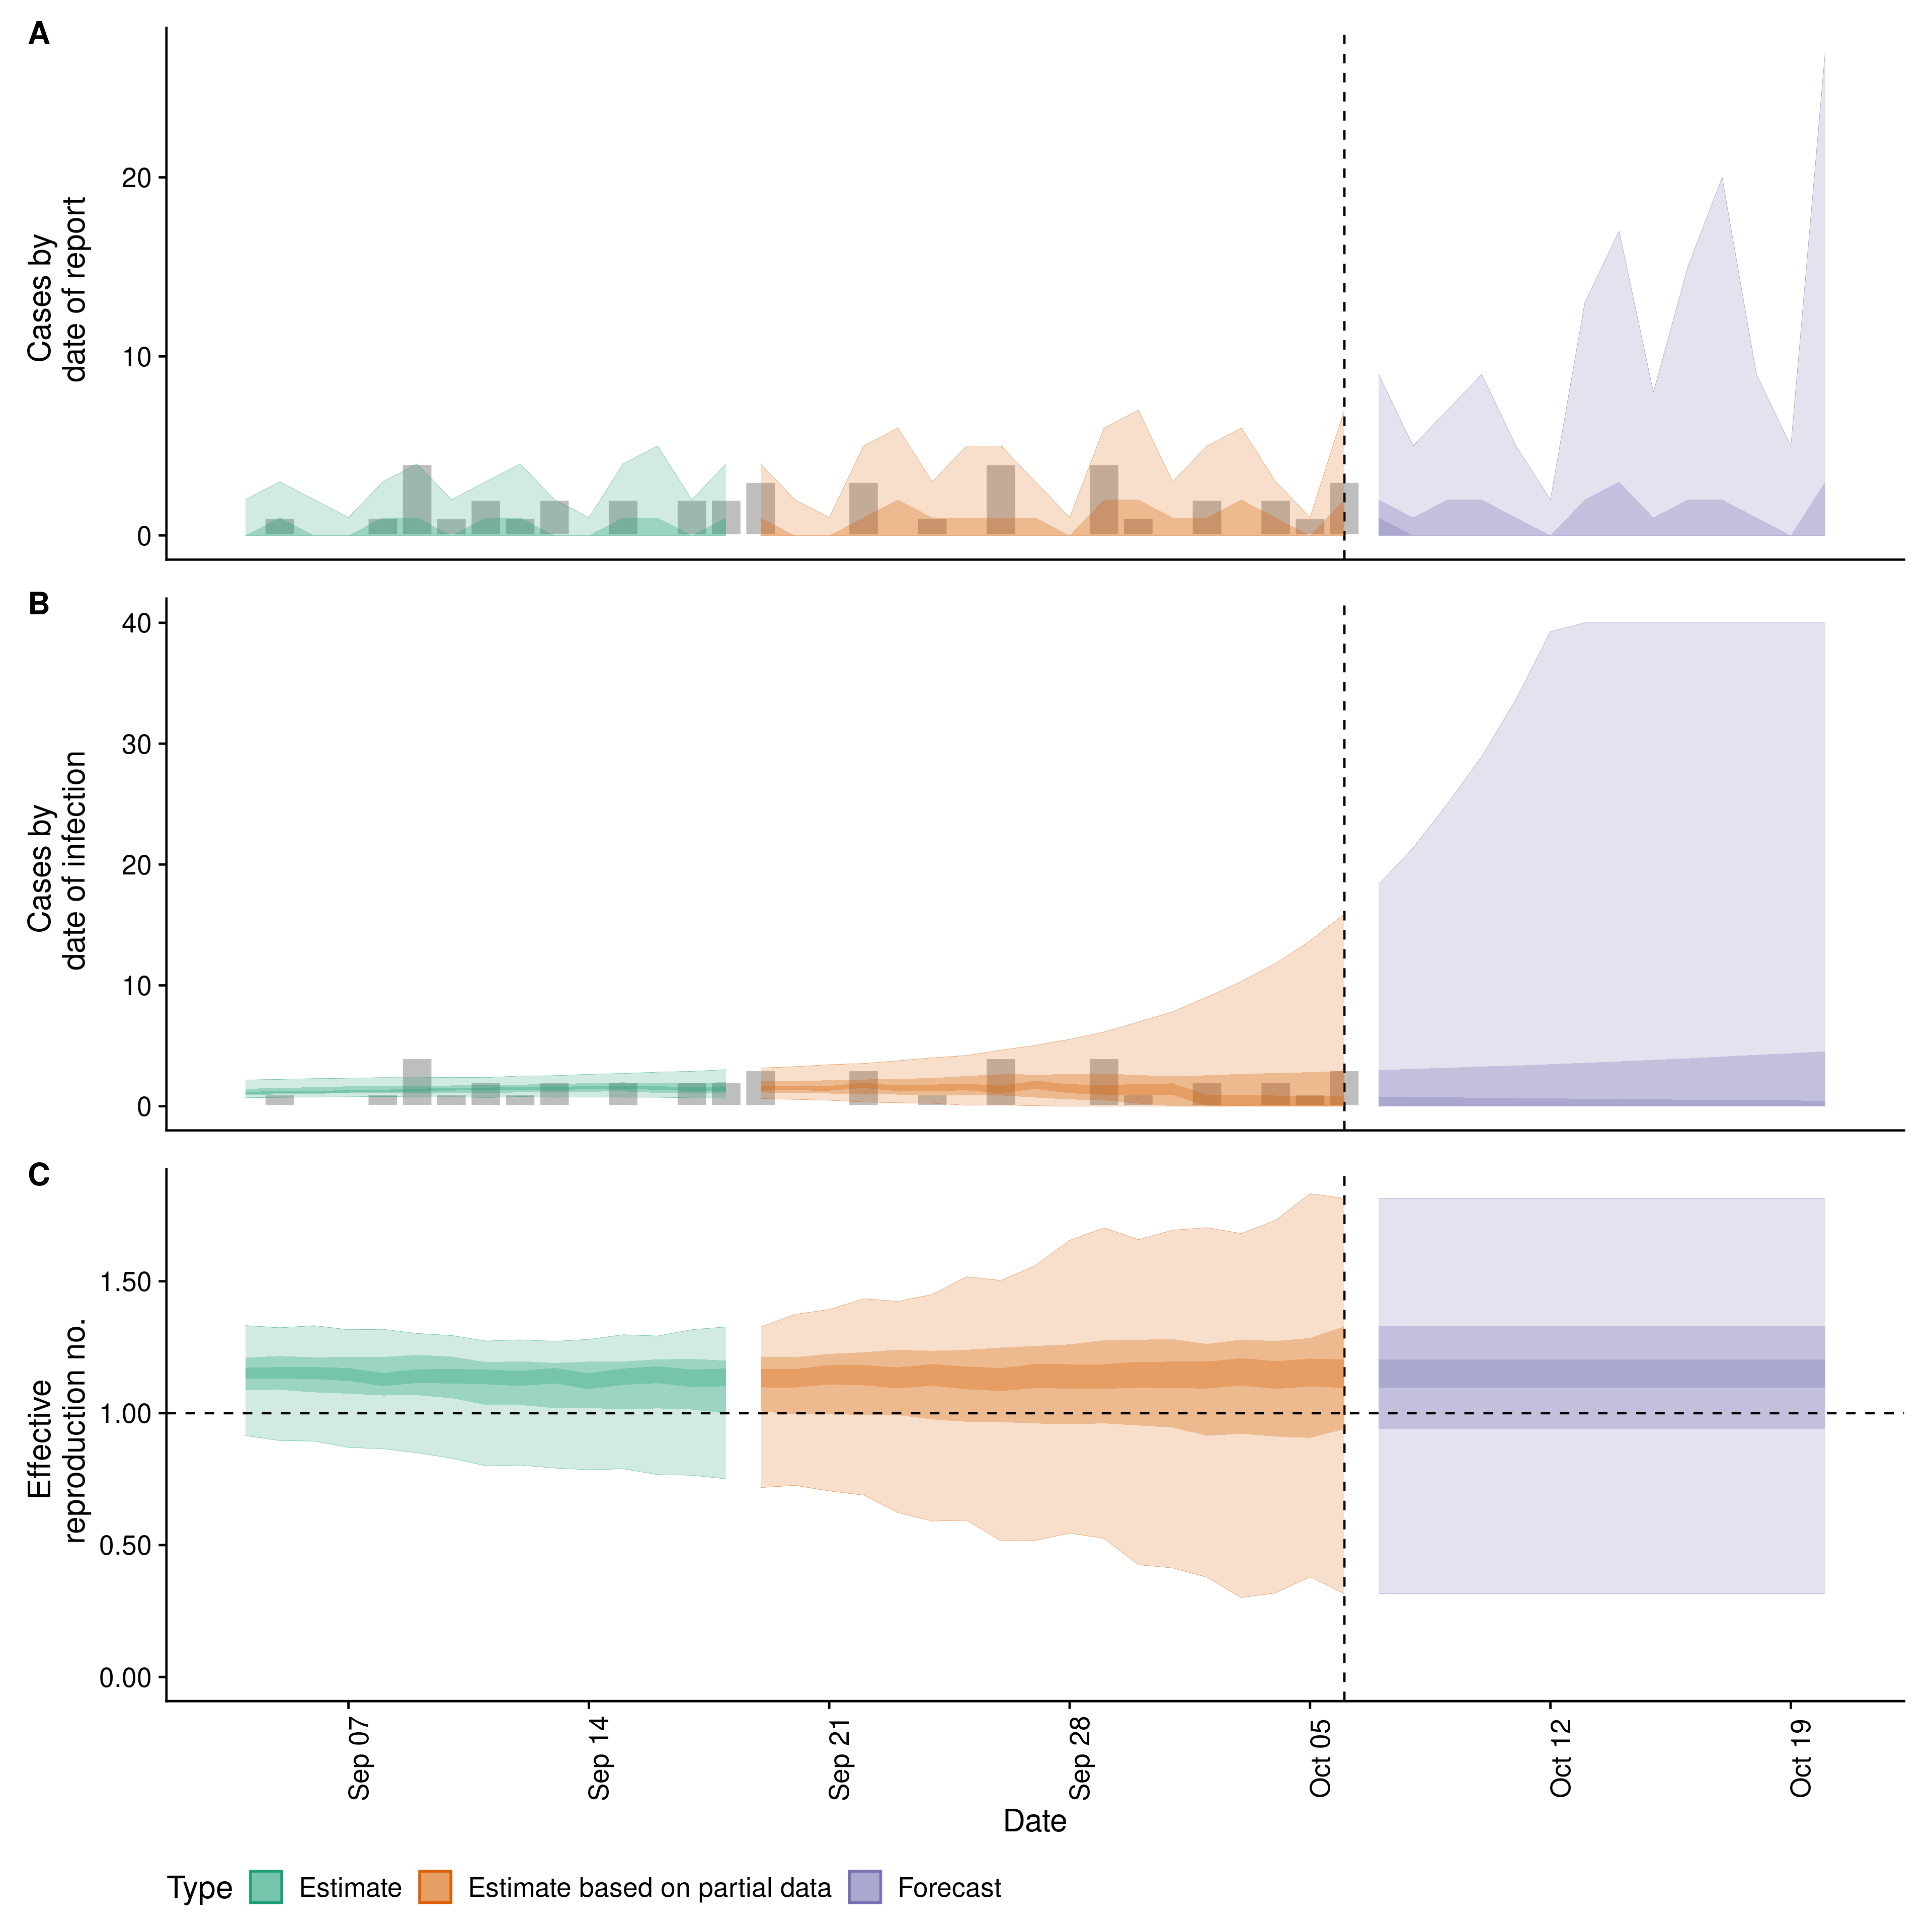 A
Cases by
date of report
20
10
0
B
Cases by
date of infection
40
30
20
10
0
C
Effective
reproduction no.
1.50
1.00
0.50
0.00
Sep 07
Sep 14
Sep 21
Sep 28
Oct 05
Oct 12
Oct 19
Date
Type
Estimate
Estimate based on partial data
Forecast